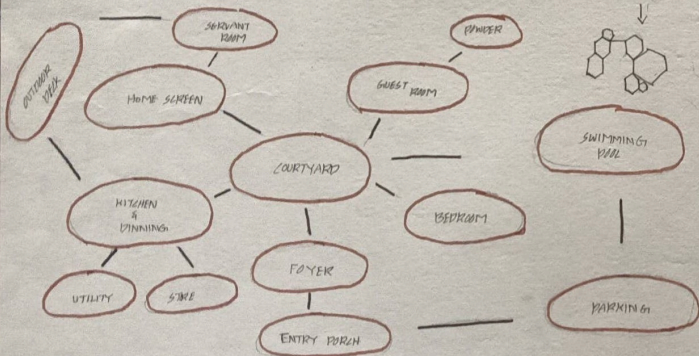 SERVANT
ROOM
POWDER
OUTDOOR
DECK
HOME SCREEN
GUEST ROOM
SWIMMING
POOL
COURTYARD
KITCHEN
&
DINNING
BEDROOM
FOYER
UTILITY
STORE
PARKING
ENTRY PORCH